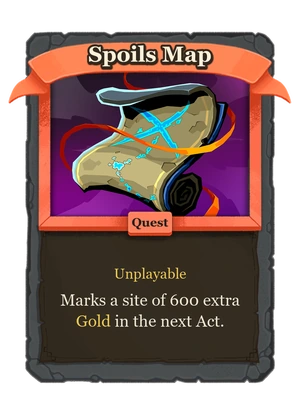 Spoils Map
Quest
Unplayable
Marks a site of 600 extra
Gold in the next Act.